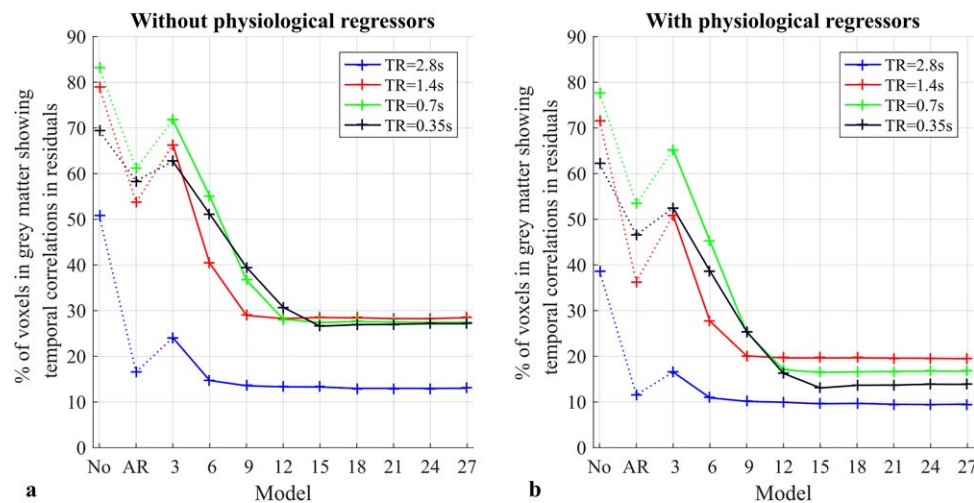 Without physiological regressors
% of voxels in grey matter showing
temporal correlations in residuals
90
80
70
60
50
40
30
20
10
0
TR=2.8s
TR=1.4s
TR=0.7s
TR=0.35s
No AR 3 6 9 12 15 18 21 24 27
Model
a
With physiological regressors
% of voxels in grey matter showing
temporal correlations in residuals
90
80
70
60
50
40
30
20
10
0
TR=2.8s
TR=1.4s
TR=0.7s
TR=0.35s
No AR 3 6 9 12 15 18 21 24 27
Model
b